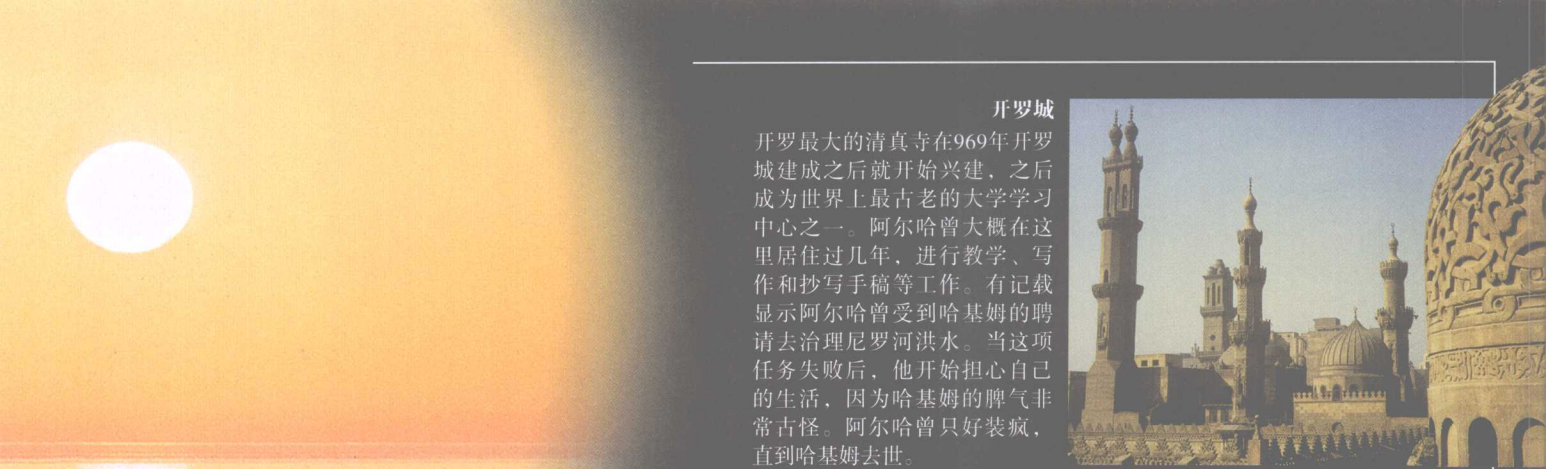 开罗城
开罗最大的清真寺在969年开罗
城建成之后就开始兴建，之后
成为世界上最古老的大学学习
中心之一。阿尔哈曾大概在这
里居住过几年，进行教学、写
作和抄写手稿等工作。有记载
显示阿尔哈曾受到哈基姆的聘
请去治理尼罗河洪水。当这项
任务失败后，他开始担心自己
的生活，因为哈基姆的脾气非
常古怪。阿尔哈曾只好装疯，
直到哈基姆去世。